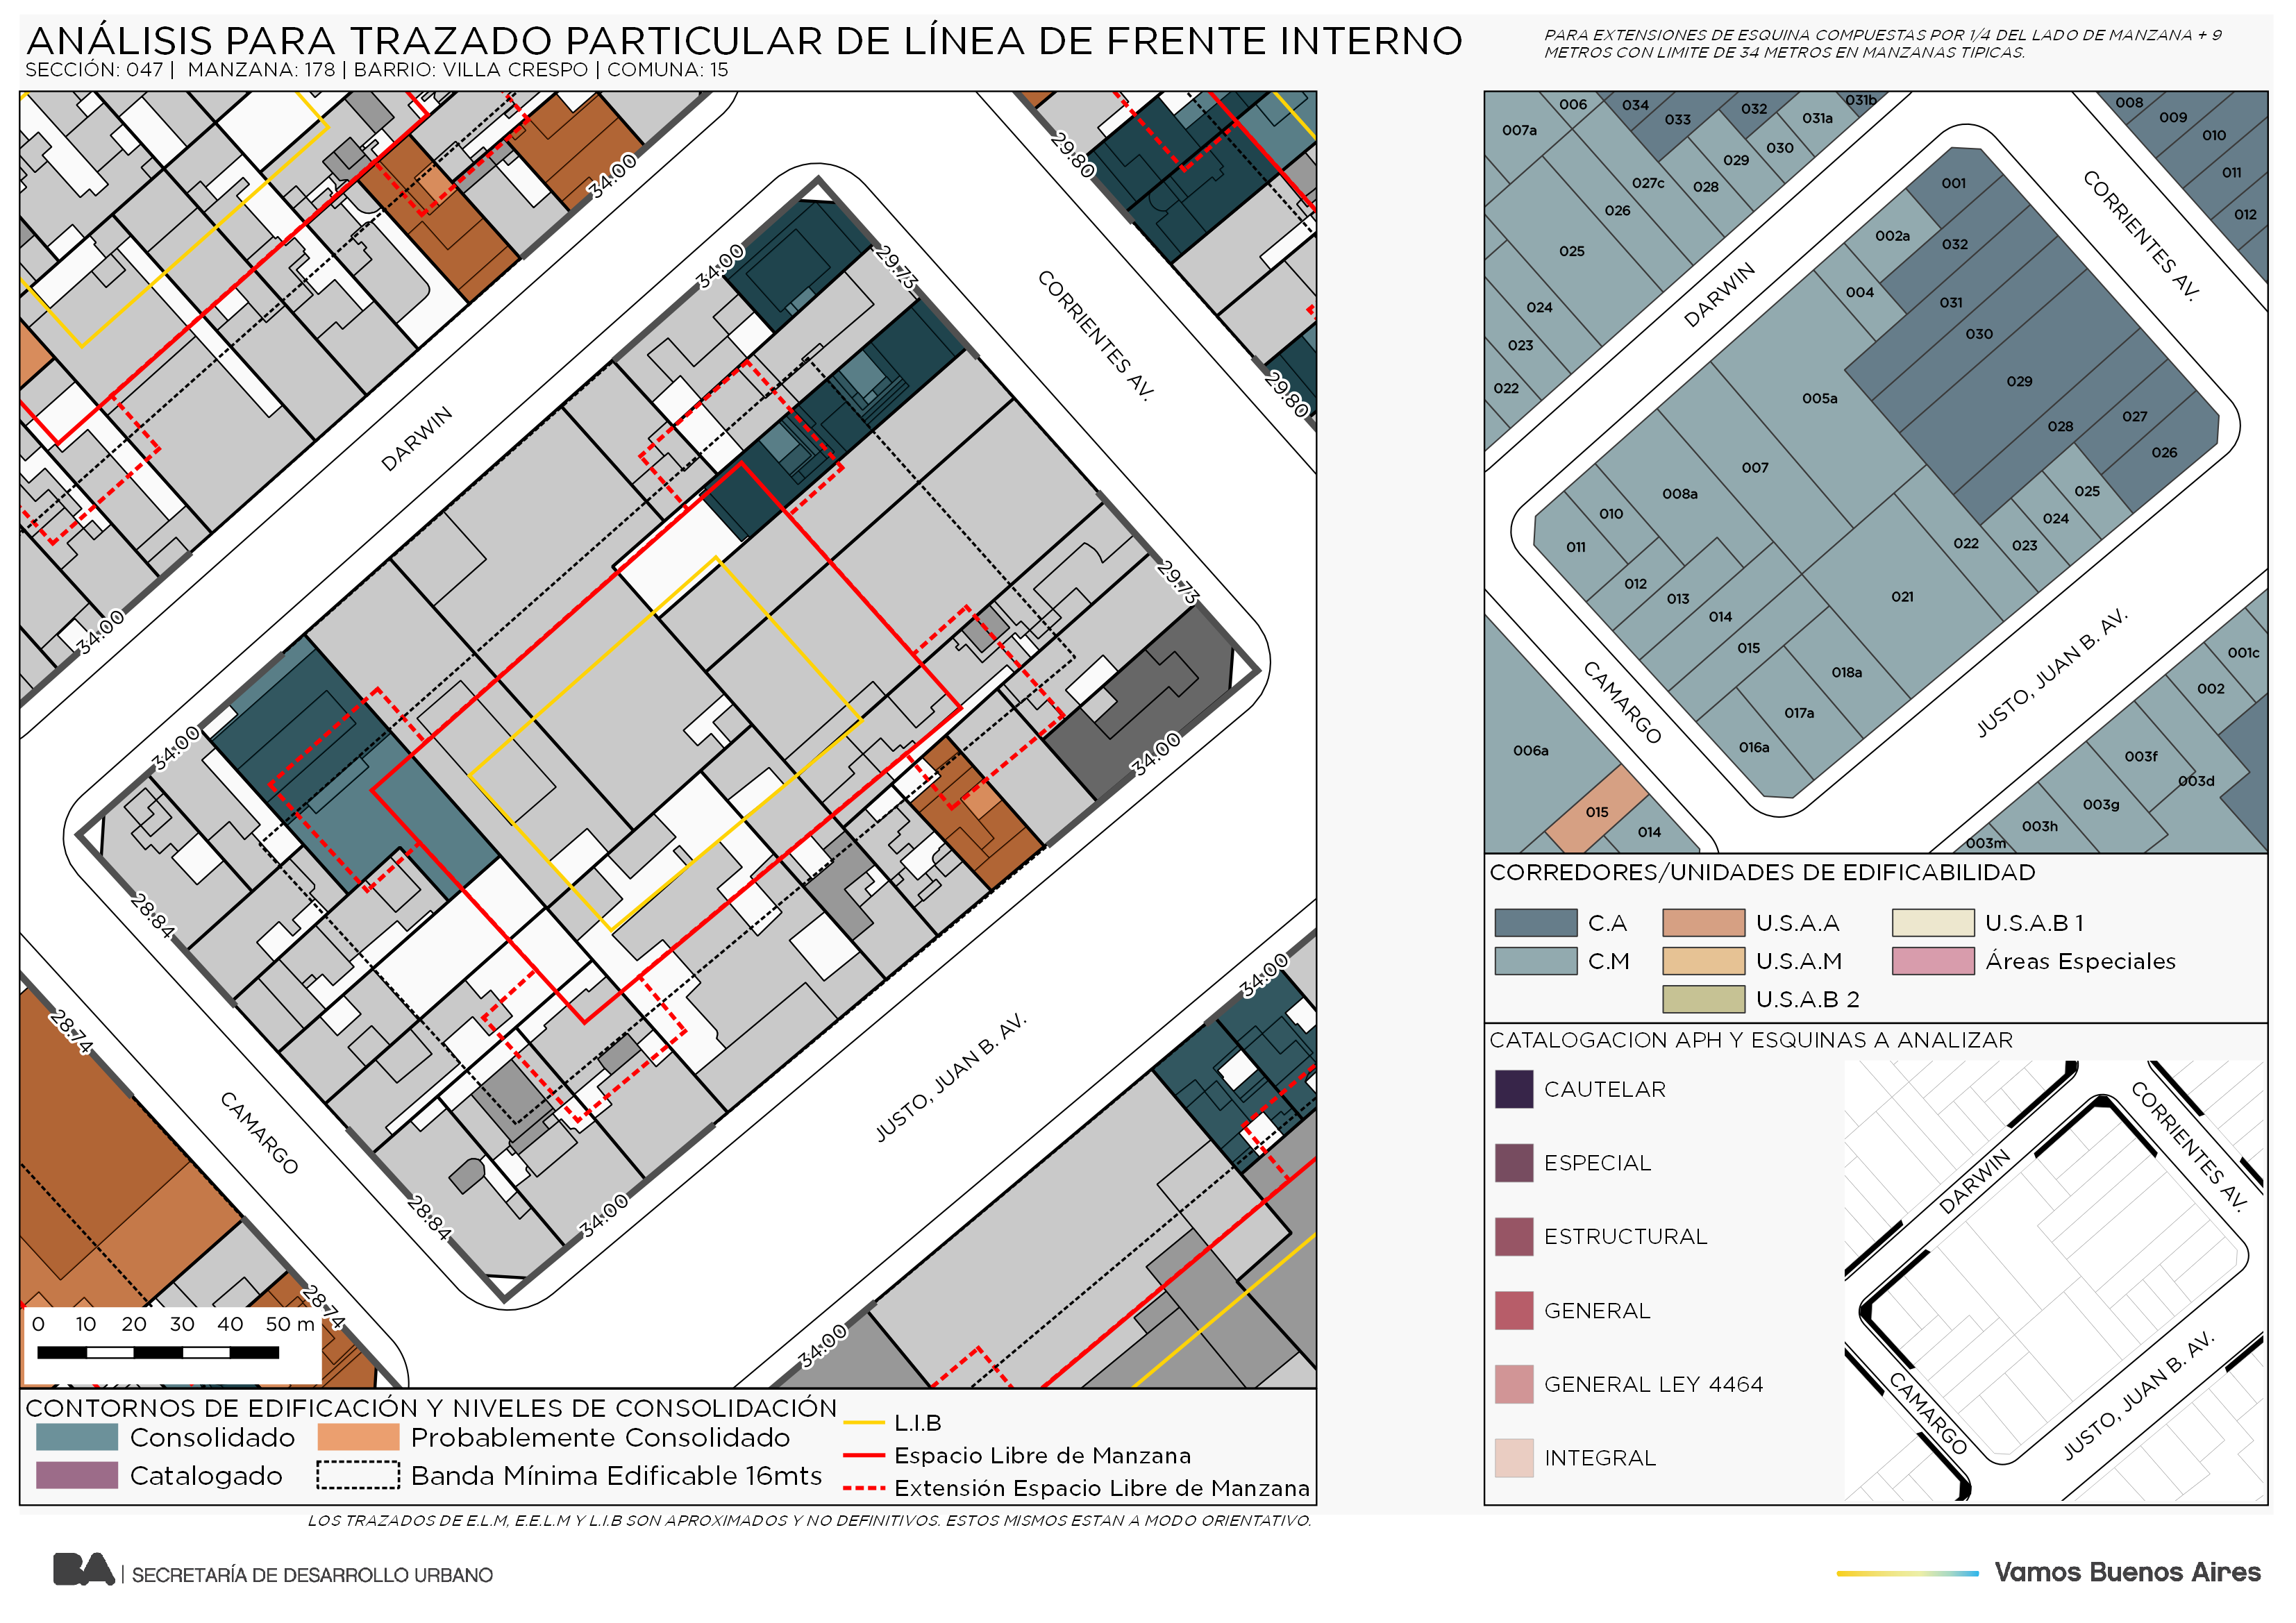 ANÁLISIS PARA TRAZADO PARTICULAR DE LÍNEA DE FRENTE INTERNO
SECCIÓN: 047 | MANZANA: 178 | BARRIO: VILLA CRESPO | COMUNA: 15
PARA EXTENSIONES DE ESQUINA COMPUESTAS POR 1/4 DEL LADO DE MANZANA + 9
METROS CON LIMITE DE 34 METROS EN MANZANAS TIPICAS.
34.00
29.80
34.00
29.73
CORRIENTES AV.
29.80
DARWIN
34.00
29.73
34.00
34.00
28.84
28.74
CAMARGO
28.84
34.00
JUSTO, JUAN B. AV.
34.00
34.00
28.74
0 10 20 30 40 50 m
CONTORNOS DE EDIFICACIÓN Y NIVELES DE CONSOLIDACIÓN
Consolidado
Probablemente Consolidado
Catalogado
Banda Mínima Edificable 16mts
L.I.B
Espacio Libre de Manzana
Extensión Espacio Libre de Manzana
LOS TRAZADOS DE E.L.M, E.E.L.M Y L.I.B SON APROXIMADOS Y NO DEFINITIVOS. ESTOS MISMOS ESTAN A MODO ORIENTATIVO.
007a
006
034
033
032
031a
031b
030
029
028
027c
026
025
024
023
022
008
009
010
011
012
001
002a
032
004
031
030
029
005a
028
027
026
007
008a
025
024
023
022
010
011
012
013
014
015
021
018a
017a
016a
DARWIN
CORRIENTES AV.
CAMARGO
JUSTO, JUAN B. AV.
006a
015
014
001c
002
003f
003d
003g
003h
003m
CORREDORES/UNIDADES DE EDIFICABILIDAD
C.A
U.S.A.A
U.S.A.B 1
C.M
U.S.A.M
Áreas Especiales
U.S.A.B 2
CATALOGACION APH Y ESQUINAS A ANALIZAR
CAUTELAR
ESPECIAL
ESTRUCTURAL
GENERAL
GENERAL LEY 4464
INTEGRAL
DARWIN
CORRIENTES AV.
CAMARGO
JUSTO, JUAN B. AV.
BA | SECRETARÍA DE DESARROLLO URBANO
Vamos Buenos Aires